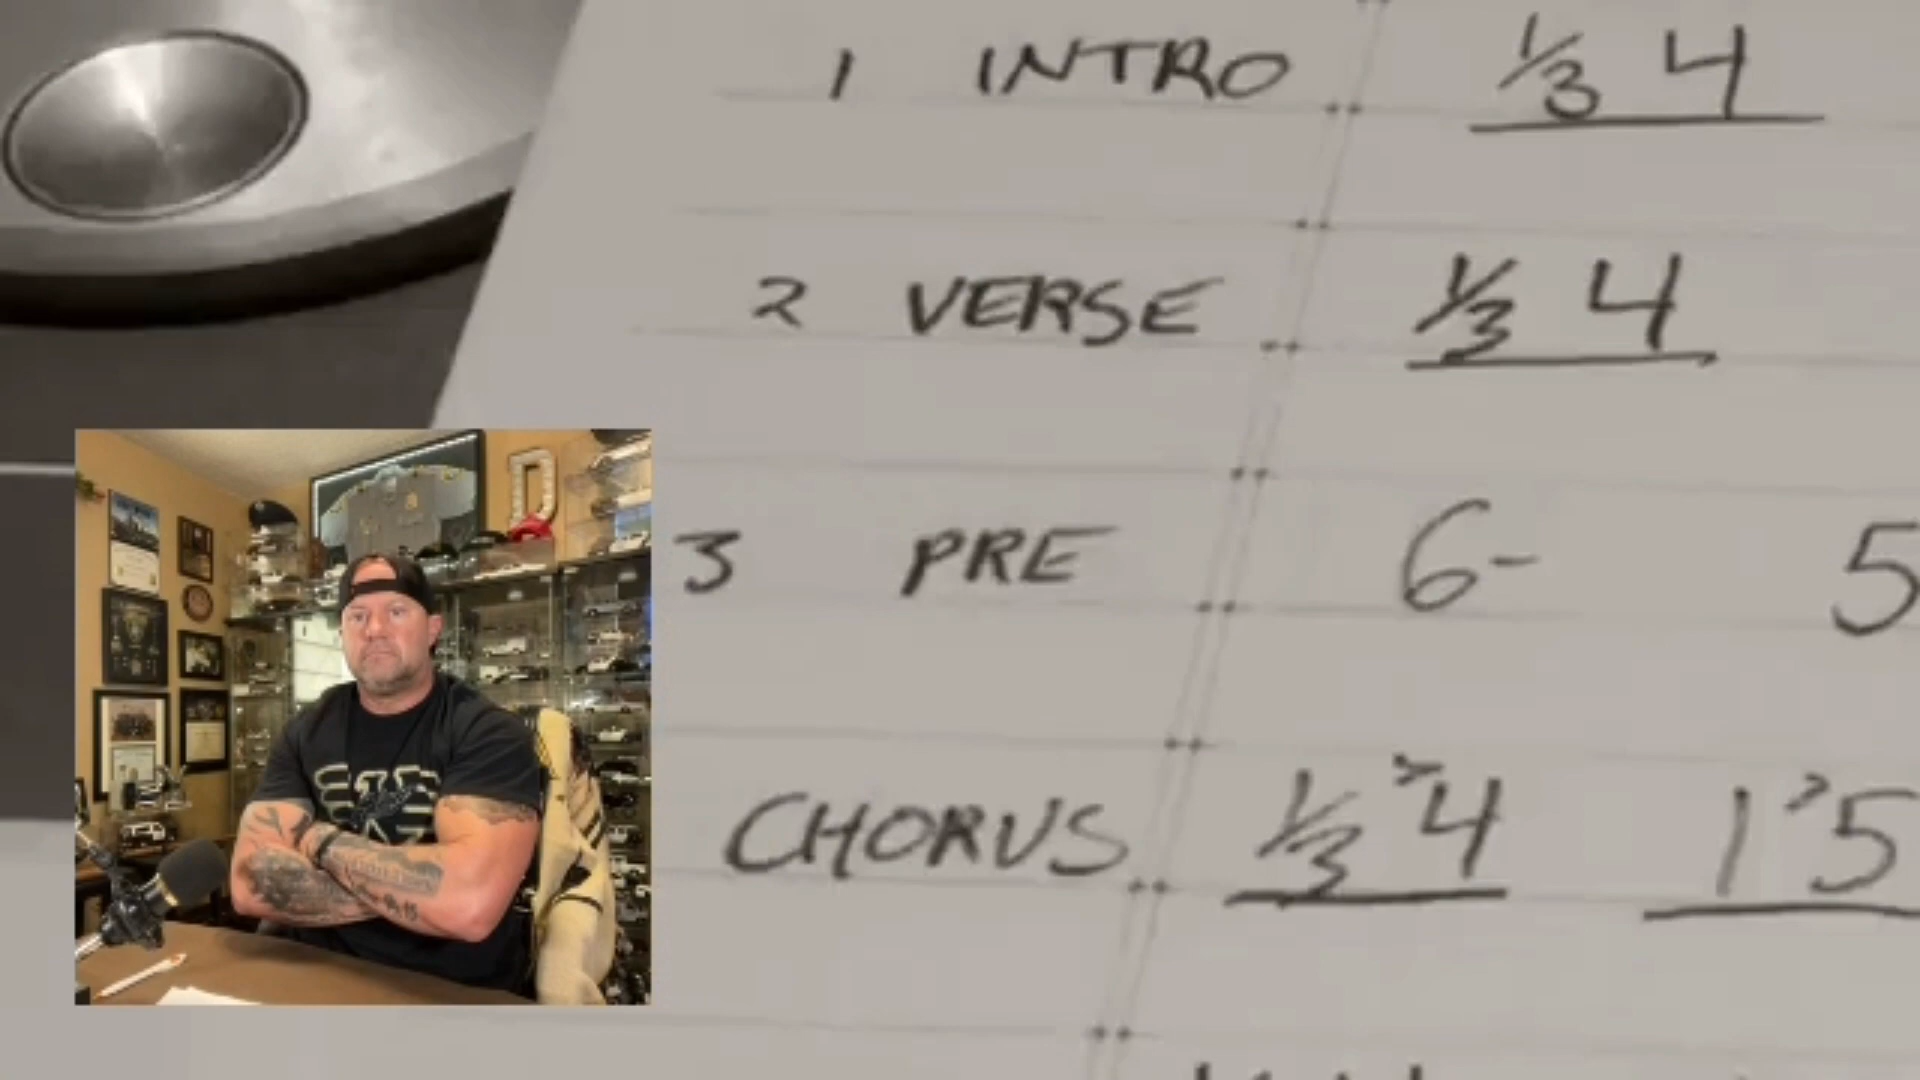 1 INTRO 1/3 4
2 VERSE 1/3 4
3 PRE 6- 5
CHORUS 1/3 > 4 1 > 5
D